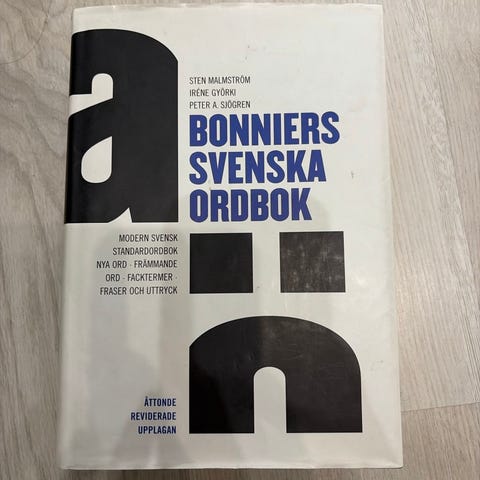 a
STEN MALMSTRÖM
IRÉNE GYÖRKI
PETER A. SJÖGREN
BONNIERS
SVENSKA
ORDBOK
MODERN SVENSK
STANDARDORDBOK
NYA ORD · FRÄMMANDE
ORD · FACKTERMER ·
FRASER OCH UTTRYCK
ÅTTONDE
REVIDERADE
UPPLAGAN
n